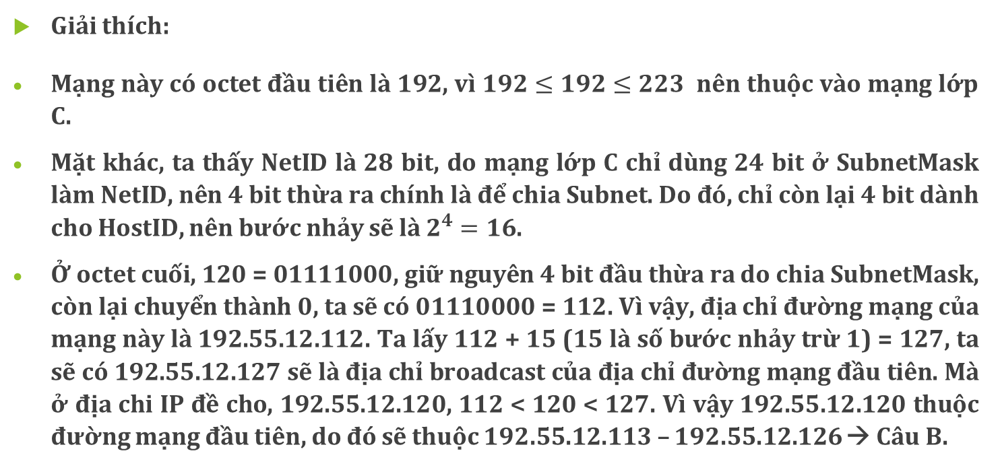 Giải thích:
Mạng này có octet đầu tiên là 192, vì 192 ≤ 192 ≤ 223 nên thuộc vào mạng lớp
C.
Mặt khác, ta thấy NetID là 28 bit, do mạng lớp C chỉ dùng 24 bit ở SubnetMask
làm NetID, nên 4 bit thừa ra chính là để chia Subnet. Do đó, chỉ còn lại 4 bit dành
cho HostID, nên bước nhảy sẽ là 2⁴ = 16.
Ở octet cuối, 120 = 01111000, giữ nguyên 4 bit đầu thừa ra do chia SubnetMask,
còn lại chuyển thành 0, ta sẽ có 01110000 = 112. Vì vậy, địa chỉ đường mạng của
mạng này là 192.55.12.112. Ta lấy 112 + 15 (15 là số bước nhảy trừ 1) = 127, ta
sẽ có 192.55.12.127 sẽ là địa chỉ broadcast của địa chỉ đường mạng đầu tiên. Mà
ở địa chi IP đề cho, 192.55.12.120, 112 < 120 < 127. Vì vậy 192.55.12.120 thuộc
đường mạng đầu tiên, do đó sẽ thuộc 192.55.12.113 – 192.55.12.126 → Câu B.